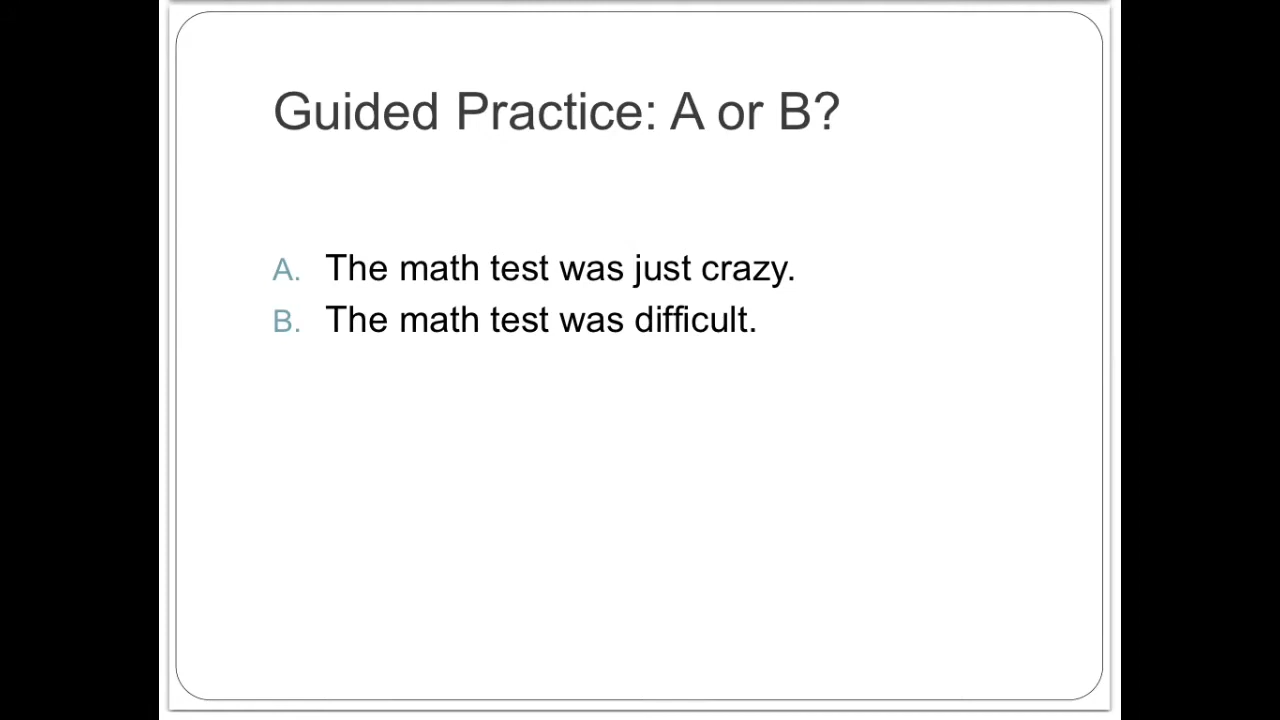 Guided Practice: A or B?
A. The math test was just crazy.
B. The math test was difficult.